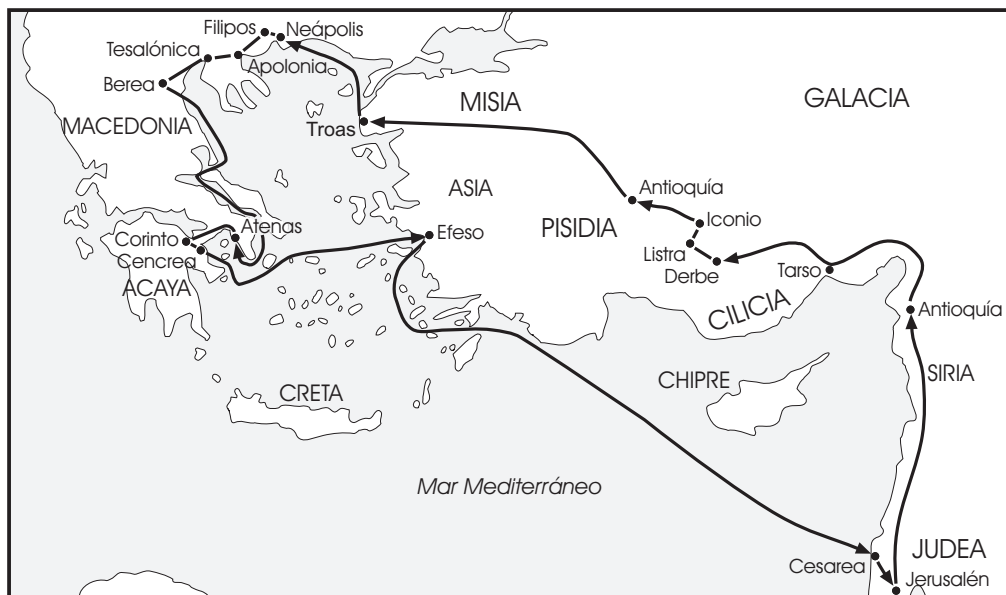 Filipos
Neápolis
Tesalónica
Apolonia
Berea
MISIA
GALACIA
MACEDONIA
Troas
ASIA
Antioquía
PISIDIA
Iconio
Atenas
Efeso
Corinto
Listra
Cencrea
Derbe
Tarso
ACAYA
CILICIA
Antioquía
CHIPRE
SIRIA
CRETA
Mar Mediterráneo
Cesarea
JUDEA
Jerusalén